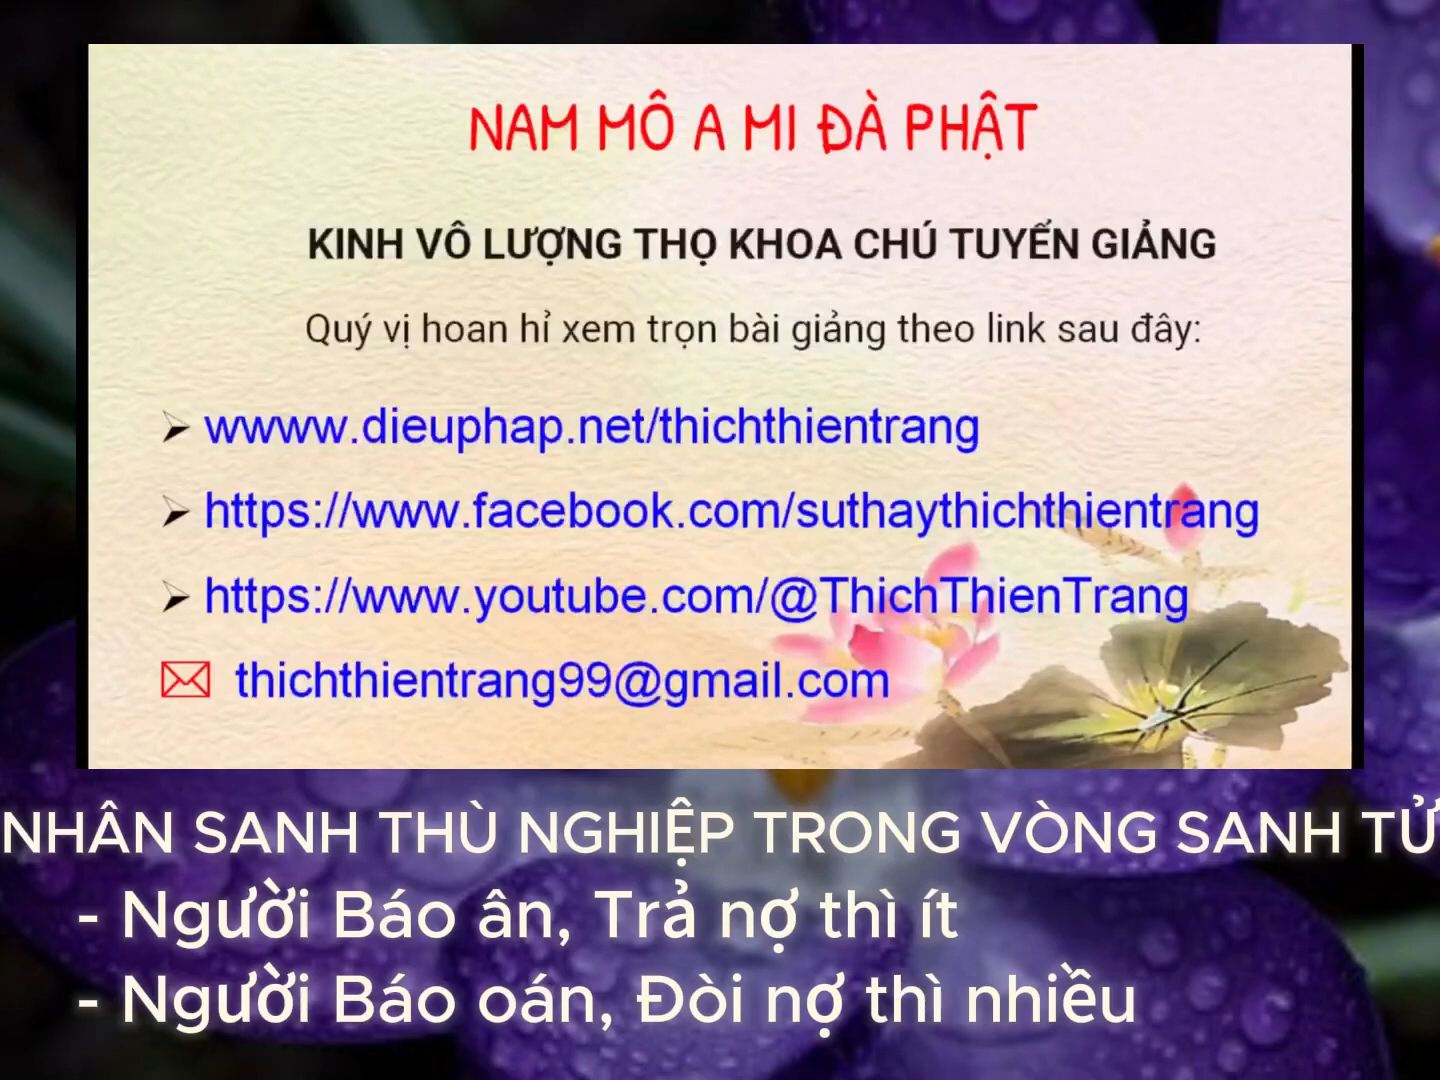 NAM MÔ A MI ĐÀ PHẬT
KINH VÔ LƯỢNG THỌ KHOA CHÚ TUYỂN GIẢNG
Quý vị hoan hỉ xem trọn bài giảng theo link sau đây:
➢ wwww.dieuphap.net/thichthientrang
➢ https://www.facebook.com/suthaythichthientrang
➢ https://www.youtube.com/@ThichThienTrang
thichthientrang99@gmail.com
NHÂN SANH THÙ NGHIỆP TRONG VÒNG SANH TỬ
- Người Báo ân, Trả nợ thì ít
- Người Báo oán, Đòi nợ thì nhiều